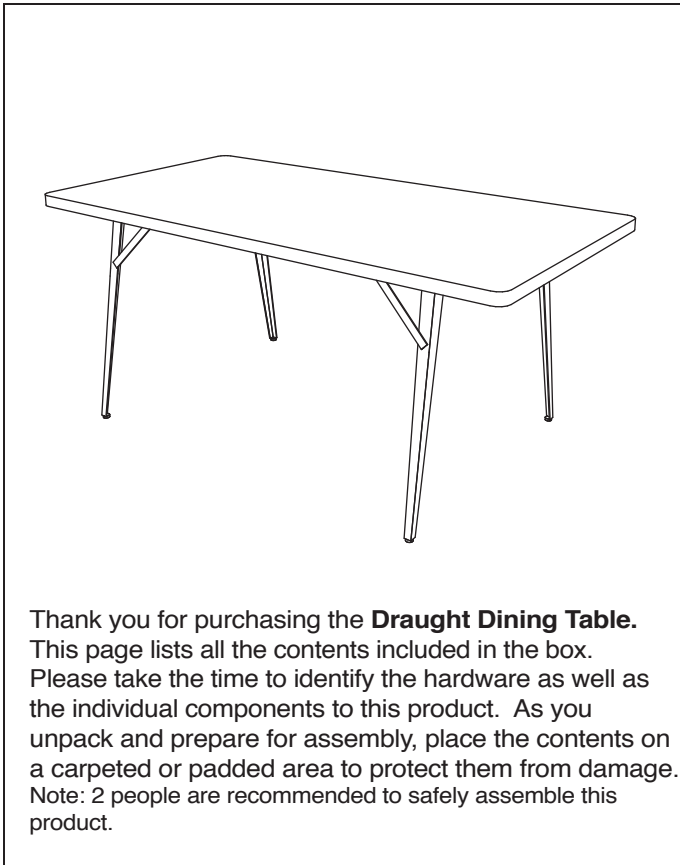 Thank you for purchasing the Draught Dining Table.
This page lists all the contents included in the box.
Please take the time to identify the hardware as well as
the individual components to this product.  As you
unpack and prepare for assembly, place the contents on
a carpeted or padded area to protect them from damage.
Note: 2 people are recommended to safely assemble this
product.